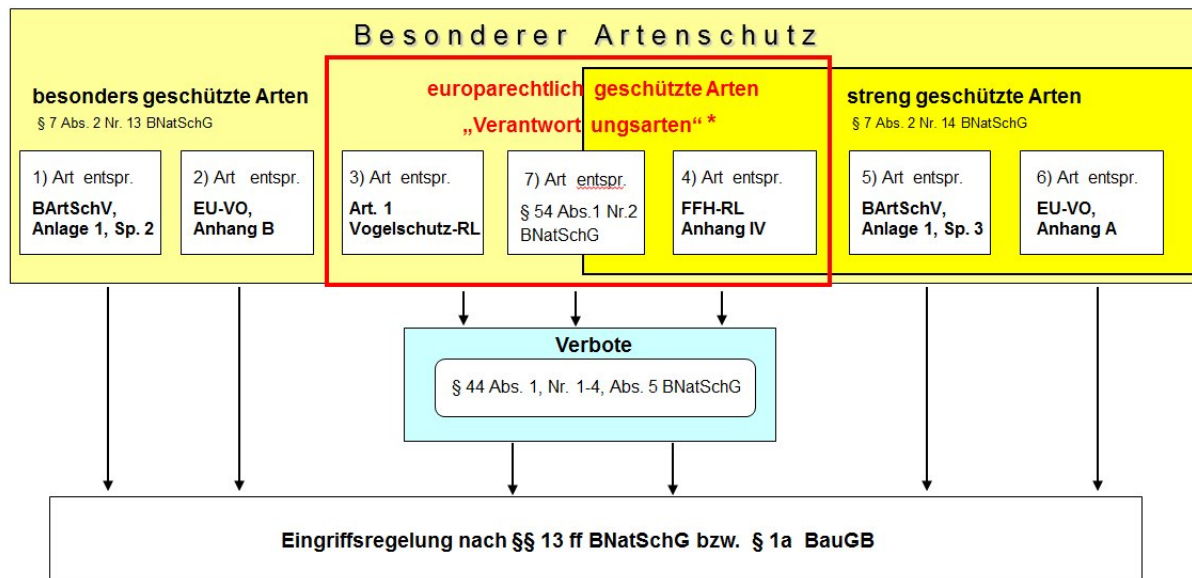 Besonderer Artenschutz
besonders geschützte Arten
§ 7 Abs. 2 Nr. 13 BNatSchG
europarechtlich geschützte Arten
„Verantwort ungsarten“ *
streng geschützte Arten
§ 7 Abs. 2 Nr. 14 BNatSchG
1) Art entspr.
BArtSchV,
Anlage 1, Sp. 2
2) Art entspr.
EU-VO,
Anhang B
3) Art entspr.
Art. 1
Vogelschutz-RL
7) Art entspr.
§ 54 Abs.1 Nr.2
BNatSchG
4) Art entspr.
FFH-RL
Anhang IV
5) Art entspr.
BArtSchV,
Anlage 1, Sp. 3
6) Art entspr.
EU-VO,
Anhang A
Verbote
§ 44 Abs. 1, Nr. 1-4, Abs. 5 BNatSchG
Eingriffsregelung nach §§ 13 ff BNatSchG bzw. § 1a BauGB